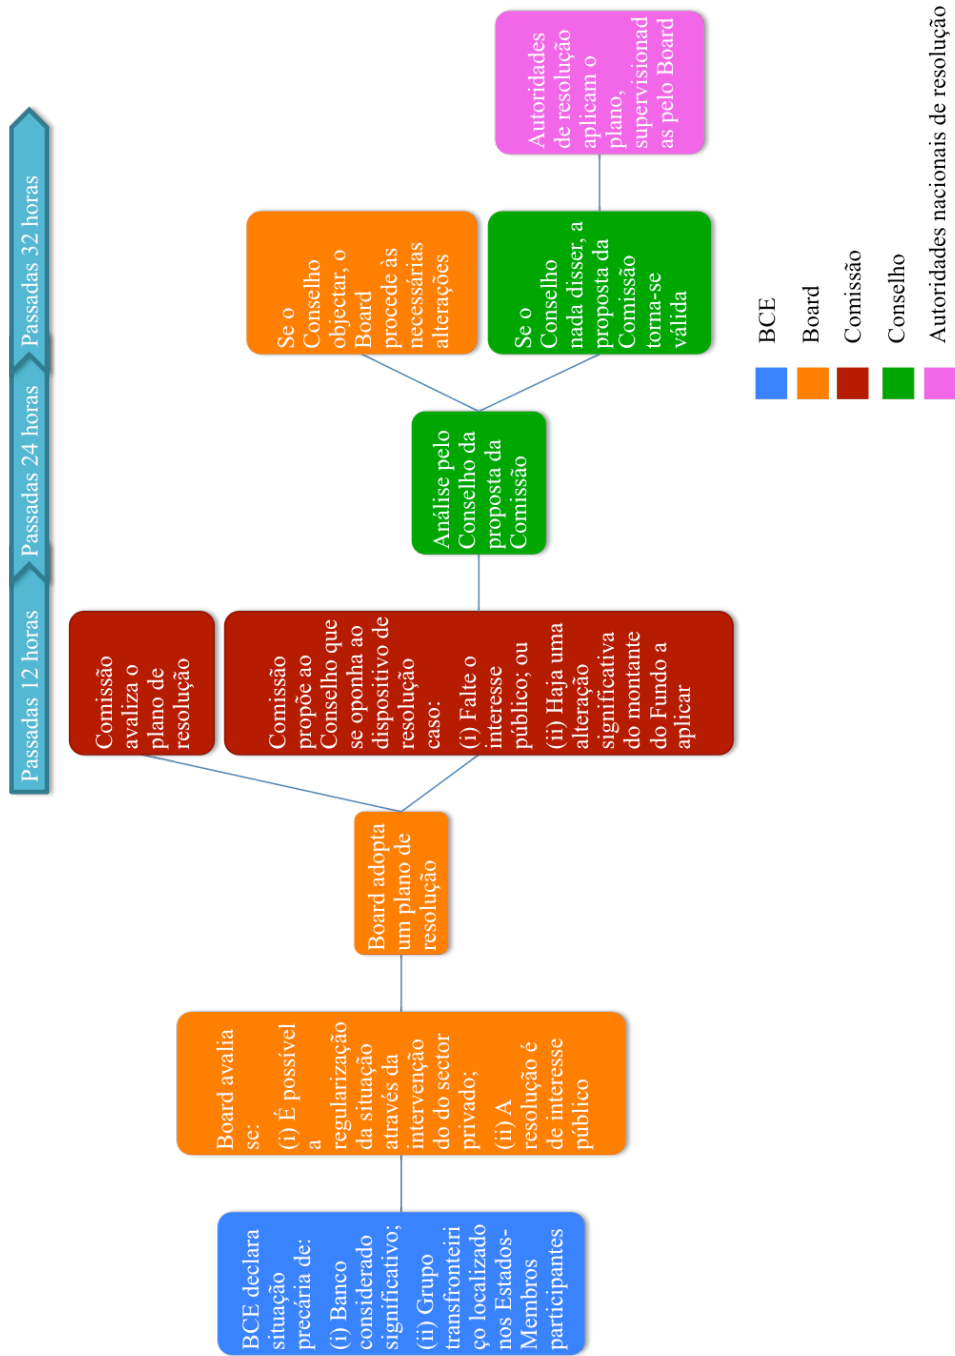 Passadas 12 horas
Passadas 24 horas
Passadas 32 horas
BCE declara
situação
precária de:
(i) Banco
considerado
significativo;
(ii) Grupo
transfronteiri
ço localizado
nos Estados-
Membros
participantes
Board avalia
se:
(i) É possível
a
regularização
da situação
através da
intervenção
do do sector
privado;
(ii) A
resolução é
de interesse
público
Board adopta
um plano de
resolução
Comissão
avaliza o
plano de
resolução
Comissão
propõe ao
Conselho que
se oponha ao
dispositivo de
resolução
caso:
(i) Falte o
interesse
público; ou
(ii) Haja uma
alteração
significativa
do montante
do Fundo a
aplicar
Análise pelo
Conselho da
proposta da
Comissão
Se o
Conselho
objectar, o
Board
procede às
necessárias
alterações
Se o
Conselho
nada disser, a
proposta da
Comissão
torna-se
válida
Autoridades
de resolução
aplicam o
plano,
supervisionad
as pelo Board
BCE
Board
Comissão
Conselho
Autoridades nacionais de resolução